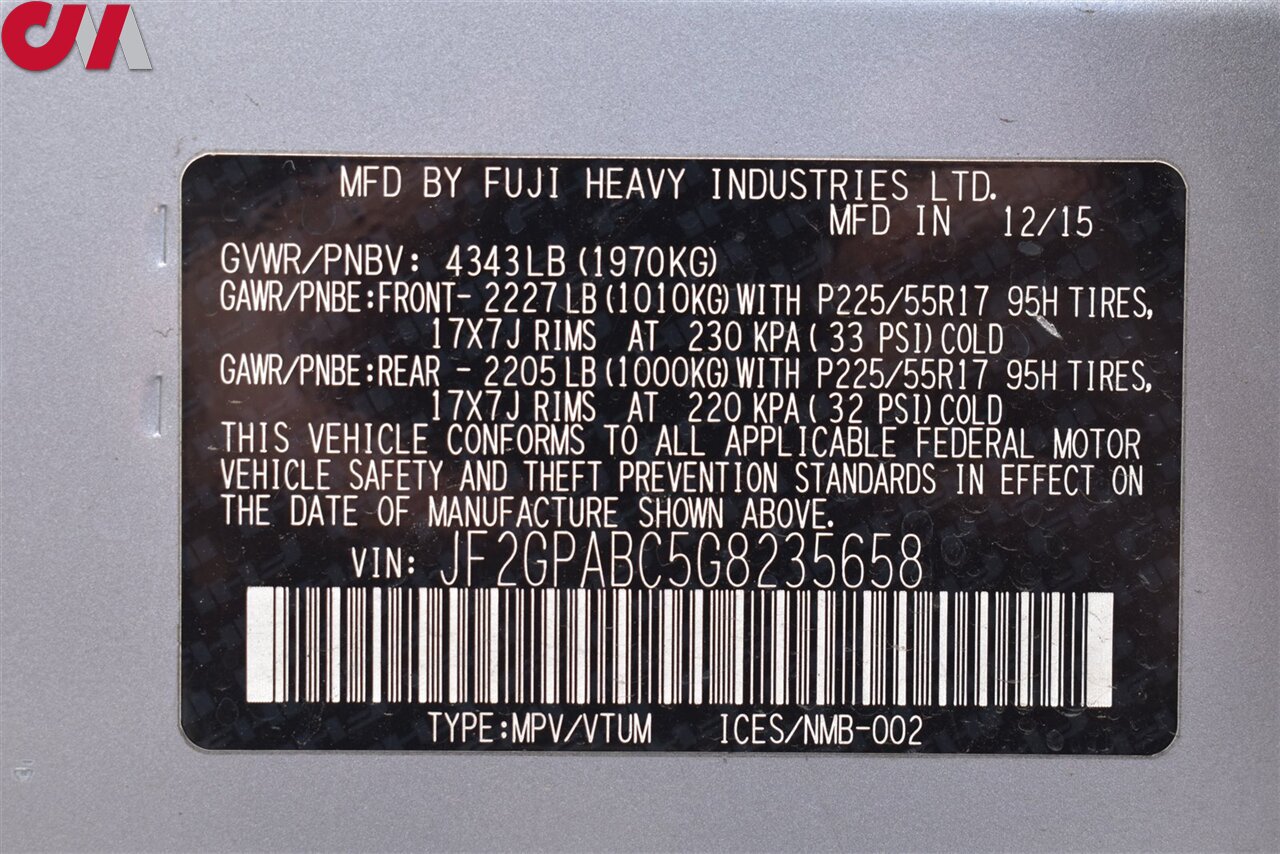 MFD BY FUJI HEAVY INDUSTRIES LTD.
MFD IN 12/15
GVWR/PNBV: 4343LB (1970KG)
GAWR/PNBE:FRONT- 2227LB (1010KG) WITH P225/55R17 95H TIRES,
17X7J RIMS AT 230 KPA ( 33 PSI) COLD
GAWR/PNBE:REAR - 2205LB (1000KG) WITH P225/55R17 95H TIRES,
17X7J RIMS AT 220 KPA ( 32 PSI) COLD
THIS VEHICLE CONFORMS TO ALL APPLICABLE FEDERAL MOTOR
VEHICLE SAFETY AND THEFT PREVENTION STANDARDS IN EFFECT ON
THE DATE OF MANUFACTURE SHOWN ABOVE.
VIN: JF2GPABC5G8235658
TYPE:MPV/VTUM ICES/NMB-002